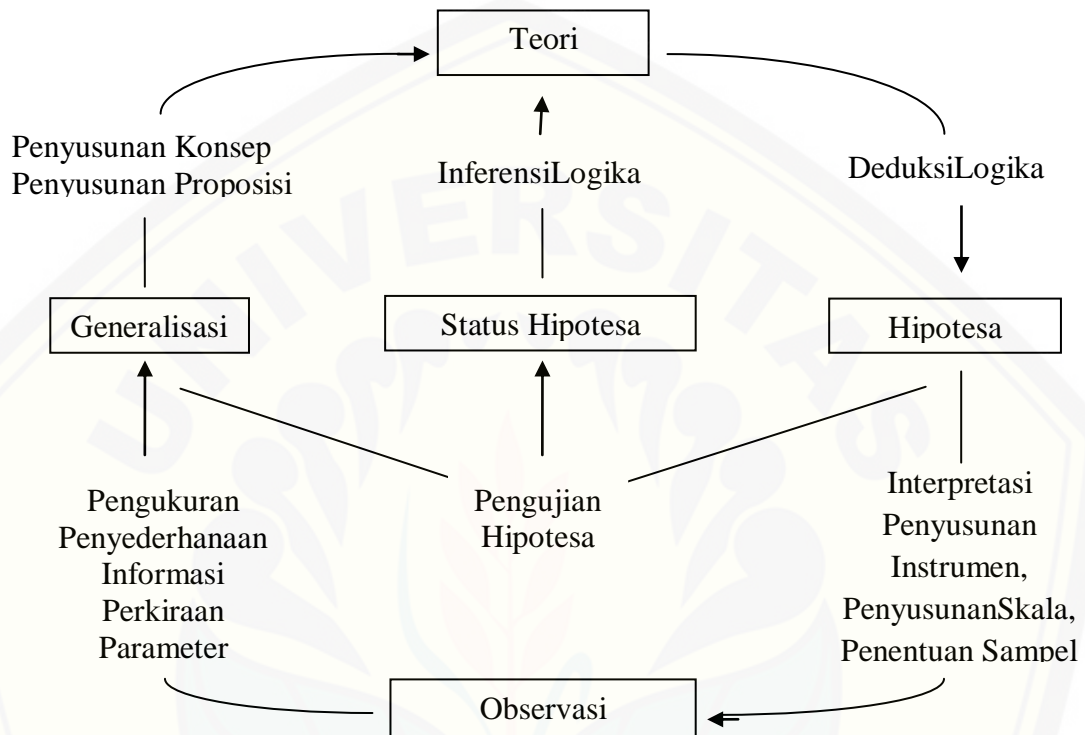 Teori
Penyusunan Konsep
Penyusunan Proposisi
InferensiLogika
DeduksiLogika
Generalisasi
Status Hipotesa
Hipotesa
Pengukuran
Penyederhanaan
Informasi
Perkiraan
Parameter
Pengujian
Hipotesa
Interpretasi
Penyusunan
Instrumen,
PenyusunanSkala,
Penentuan Sampel
Observasi
UNIVERSITAS